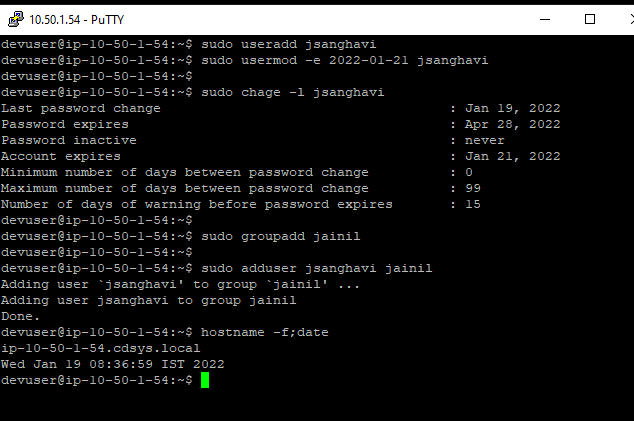 10.50.1.54 - PuTTY
devuser@ip-10-50-1-54:~$ sudo useradd jsanghavi
devuser@ip-10-50-1-54:~$ sudo usermod -e 2022-01-21 jsanghavi
devuser@ip-10-50-1-54:~$
devuser@ip-10-50-1-54:~$ sudo chage -l jsanghavi
Last password change                                    : Jan 19, 2022
Password expires                                        : Apr 28, 2022
Password inactive                                       : never
Account expires                                         : Jan 21, 2022
Minimum number of days between password change          : 0
Maximum number of days between password change          : 99
Number of days of warning before password expires       : 15
devuser@ip-10-50-1-54:~$
devuser@ip-10-50-1-54:~$ sudo groupadd jainil
devuser@ip-10-50-1-54:~$
devuser@ip-10-50-1-54:~$ sudo adduser jsanghavi jainil
Adding user `jsanghavi' to group `jainil' ...
Adding user jsanghavi to group jainil
Done.
devuser@ip-10-50-1-54:~$ hostname -f;date
ip-10-50-1-54.cdsys.local
Wed Jan 19 08:36:59 IST 2022
devuser@ip-10-50-1-54:~$